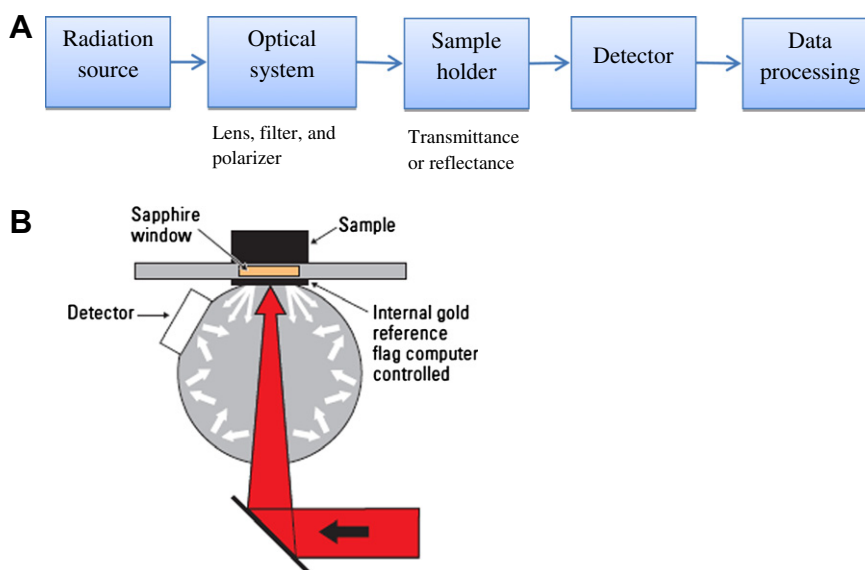 A
Radiation
source
Optical
system
Sample
holder
Detector
Data
processing
Lens, filter, and
polarizer
Transmittance
or reflectance
B
Sapphire
window
Sample
Detector
Internal gold
reference
flag computer
controlled